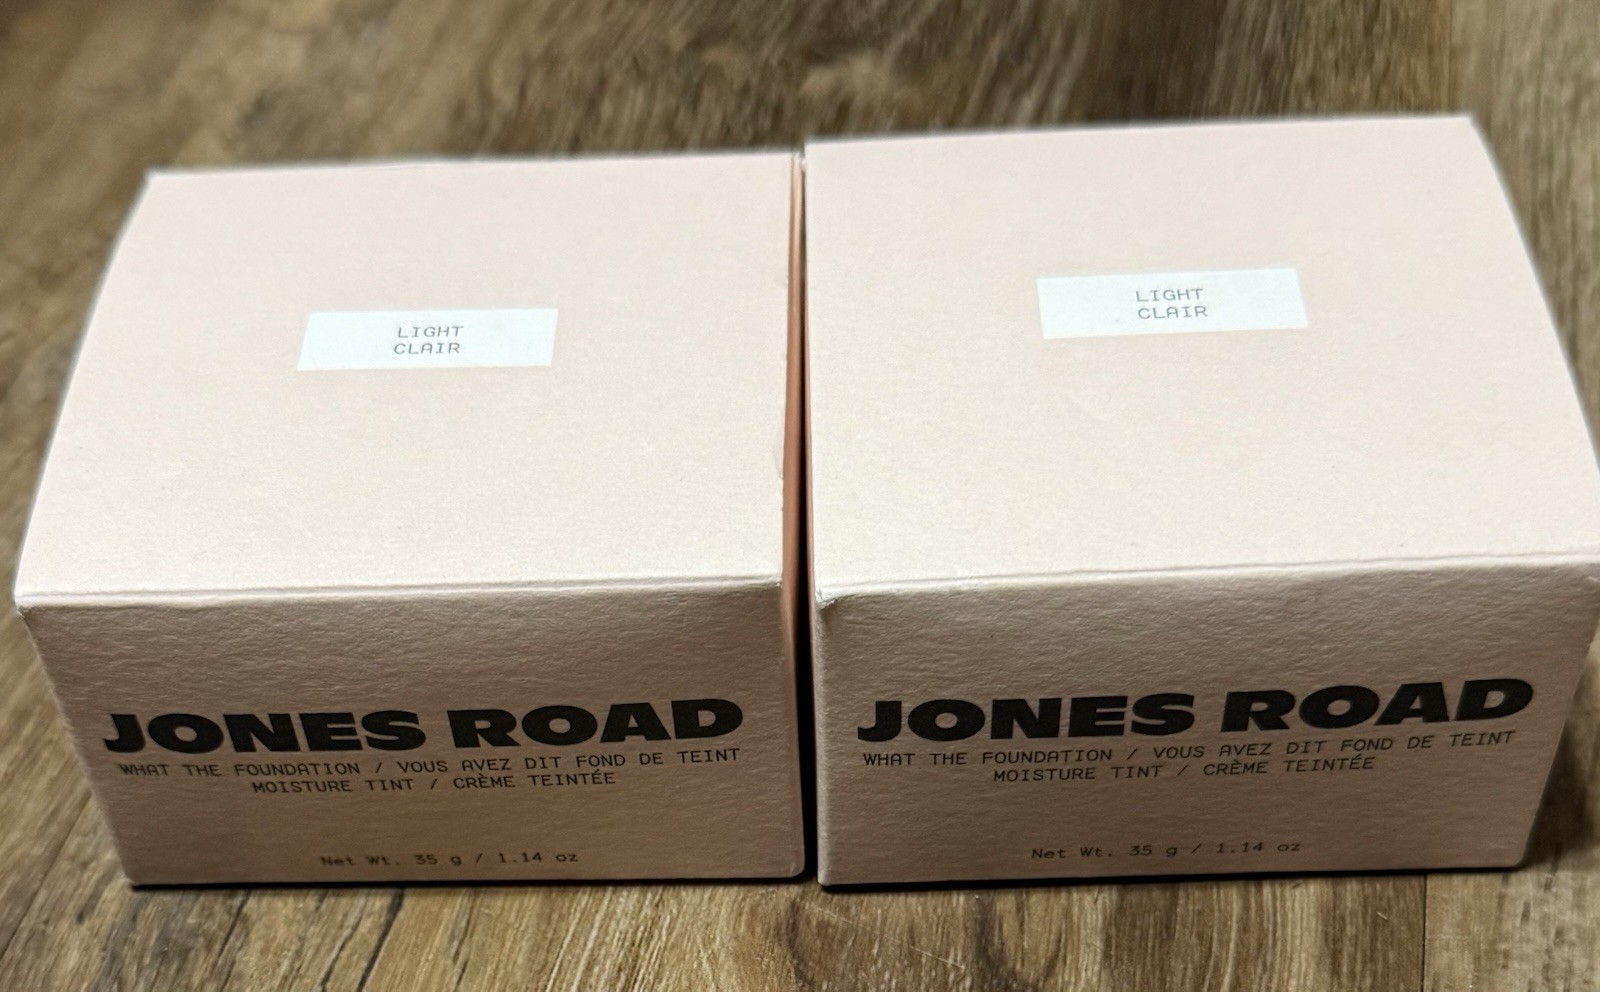 LIGHT
CLAIR
JONES ROAD
WHAT THE FOUNDATION / VOUS AVEZ DIT FOND DE TEINT
MOISTURE TINT / CRÈME TEINTÉE
Net Wt. 35 g / 1.14 oz
LIGHT
CLAIR
JONES ROAD
WHAT THE FOUNDATION / VOUS AVEZ DIT FOND DE TEINT
MOISTURE TINT / CRÈME TEINTÉE
Net Wt. 35 g / 1.14 oz